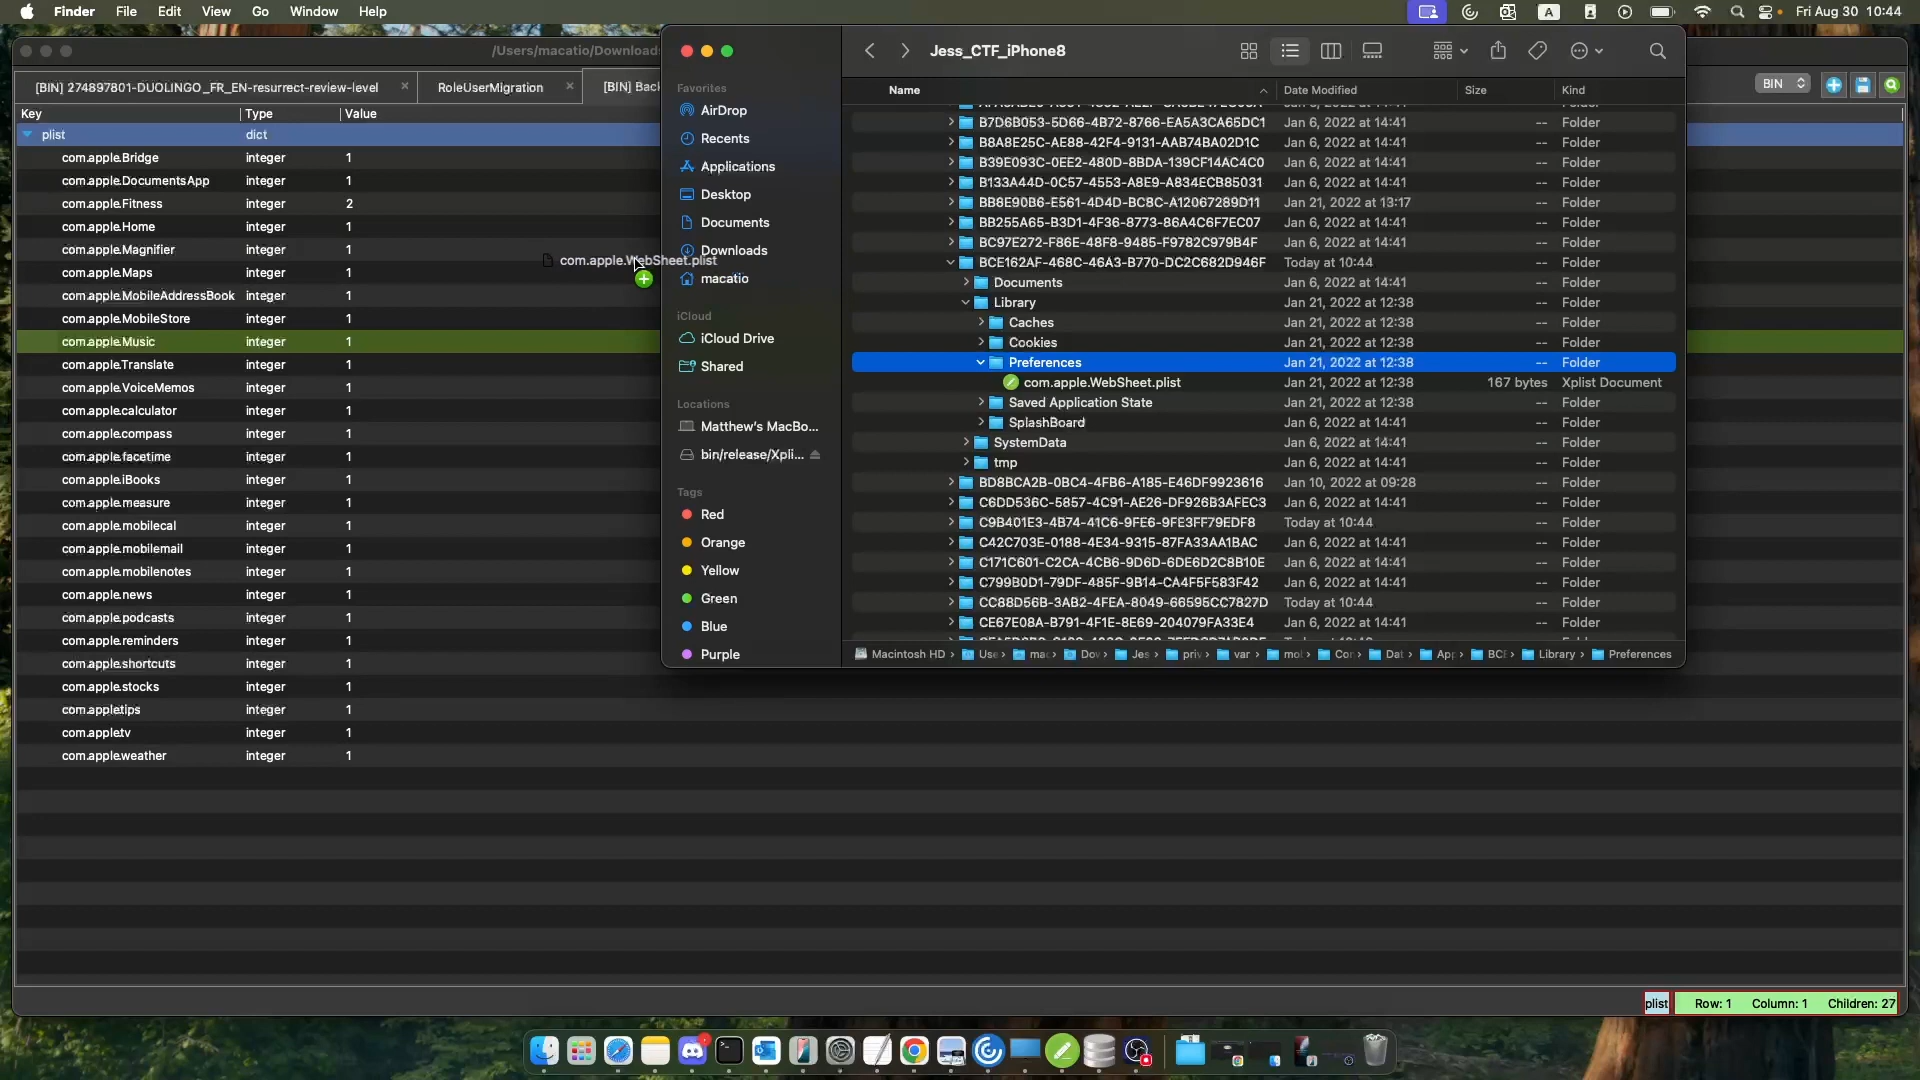 Finder File Edit View Go Window Help
A
Fri Aug 30 10:44
/Users/macatio/Downloads
[BIN] 274897801-DUOLINGO_FR_EN-resurrect-review-level ×
RoleUserMigration ×
[BIN] Back
BIN
Key Type Value
plist dict
com.apple.Bridge integer 1
com.apple.DocumentsApp integer 1
com.apple.Fitness integer 2
com.apple.Home integer 1
com.apple.Magnifier integer 1
com.apple.Maps integer 1
com.apple.MobileAddressBook integer 1
com.apple.MobileStore integer 1
com.apple.Music integer 1
com.apple.Translate integer 1
com.apple.VoiceMemos integer 1
com.apple.calculator integer 1
com.apple.compass integer 1
com.apple.facetime integer 1
com.apple.iBooks integer 1
com.apple.measure integer 1
com.apple.mobilecal integer 1
com.apple.mobilemail integer 1
com.apple.mobilenotes integer 1
com.apple.news integer 1
com.apple.podcasts integer 1
com.apple.reminders integer 1
com.apple.shortcuts integer 1
com.apple.stocks integer 1
com.apple.tips integer 1
com.apple.tv integer 1
com.apple.weather integer 1
com.apple.WebSheet.plist
Favorites
AirDrop
Recents
Applications
Desktop
Documents
Downloads
macatio
iCloud
iCloud Drive
Shared
Locations
Matthew's MacBo...
bin/release/Xpli...
Tags
Red
Orange
Yellow
Green
Blue
Purple
Jess_CTF_iPhone8
Name Date Modified Size Kind
B7D6B053-5D66-4B72-8766-EA5A3CA65DC1 Jan 6, 2022 at 14:41 -- Folder
B8A8E25C-AE88-42F4-9131-AAB74BA02D1C Jan 6, 2022 at 14:41 -- Folder
B39E093C-0EE2-480D-8BDA-139CF14AC4C0 Jan 6, 2022 at 14:41 -- Folder
B133A44D-0C57-4553-A8E9-A834ECB85031 Jan 6, 2022 at 14:41 -- Folder
BB8E90B6-E561-4D4D-BC8C-A12067289D11 Jan 21, 2022 at 13:17 -- Folder
BB255A65-B3D1-4F36-8773-86A4C6F7EC07 Jan 6, 2022 at 14:41 -- Folder
BC97E272-F86E-48F8-9485-F9782C979B4F Jan 6, 2022 at 14:41 -- Folder
BCE162AF-468C-46A3-B770-DC2C682D946F Today at 10:44 -- Folder
Documents Jan 6, 2022 at 14:41 -- Folder
Library Jan 21, 2022 at 12:38 -- Folder
Caches Jan 21, 2022 at 12:38 -- Folder
Cookies Jan 21, 2022 at 12:38 -- Folder
Preferences Jan 21, 2022 at 12:38 -- Folder
com.apple.WebSheet.plist Jan 21, 2022 at 12:38 167 bytes Xplist Document
Saved Application State Jan 21, 2022 at 12:38 -- Folder
SplashBoard Jan 6, 2022 at 14:41 -- Folder
SystemData Jan 6, 2022 at 14:41 -- Folder
tmp Jan 6, 2022 at 14:41 -- Folder
BD8BCA2B-0BC4-4FB6-A185-E46DF9923616 Jan 10, 2022 at 09:28 -- Folder
C6DD536C-5857-4C91-AE26-DF926B3AFEC3 Jan 6, 2022 at 14:41 -- Folder
C9B401E3-4B74-41C6-9FE6-9FE3FF79EDF8 Today at 10:44 -- Folder
C42C703E-0188-4E34-9315-87FA33AA1BAC Jan 6, 2022 at 14:41 -- Folder
C171C601-C2CA-4CB6-9D6D-6DE6D2C8B10E Jan 6, 2022 at 14:41 -- Folder
C799B0D1-79DF-485F-9B14-CA4F5F583F42 Jan 6, 2022 at 14:41 -- Folder
CC88D56B-3AB2-4FEA-8049-66595CC7827D Today at 10:44 -- Folder
CE67E08A-B791-4F1E-8E69-204079FA33E4 Jan 6, 2022 at 14:41 -- Folder
Macintosh HD › Use › mac › Dov › Jes › priv › var › mo › Cor › Dat › App › BCE › Library › Preferences
plist Row: 1 Column: 1 Children: 27